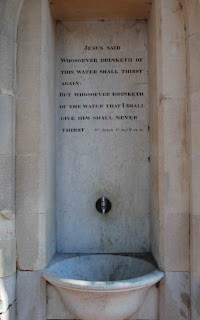 Jesus said
Whosoever drinketh of
this water shall thirst
again:
But whosoever drinketh
of the water that I shall
give him shall never
thirst.